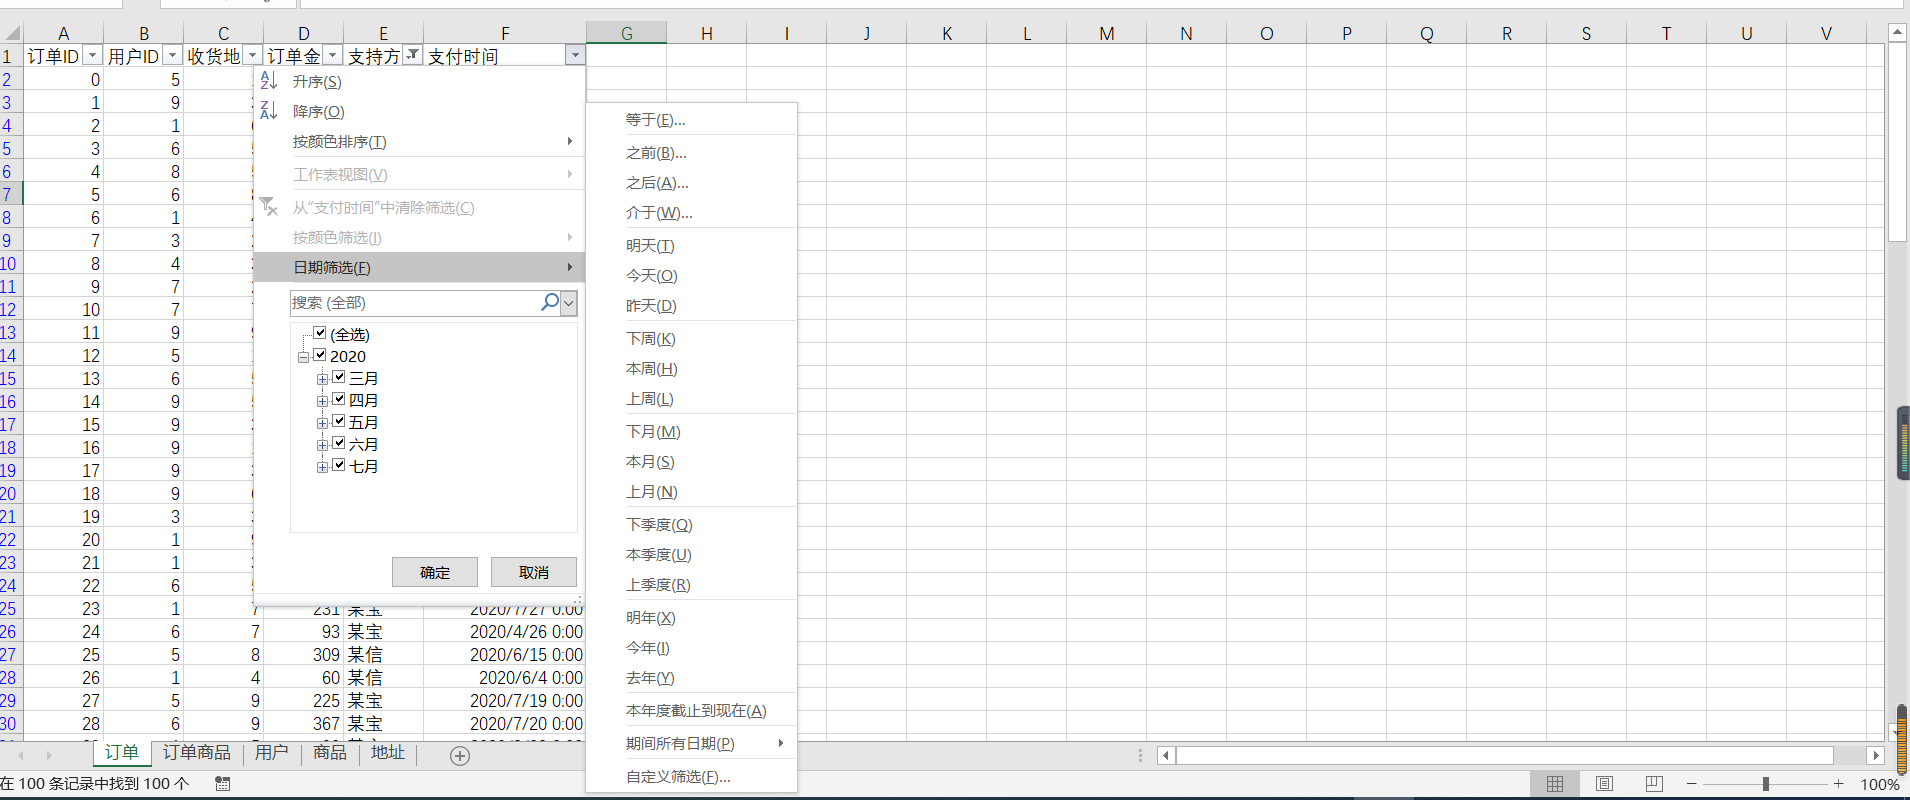 A B C D E F G H I J K L M N O P Q R S T U V
1 订单ID 用户ID 收货地 订单金 支持方 支付时间
2 0 5
3 1 9
4 2 1
5 3 6
6 4 8
7 5 6
8 6 1
9 7 3
10 8 4
11 9 7
12 10 7
13 11 9
14 12 5
15 13 6
16 14 9
17 15 9
18 16 9
19 17 9
20 18 9
21 19 3
22 20 1
23 21 1
24 22 6
25 23 1 7 231 某宝 2020/7/27 0:00
26 24 6 7 93 某宝 2020/4/26 0:00
27 25 5 8 309 某信 2020/6/15 0:00
28 26 1 4 60 某信 2020/6/4 0:00
29 27 5 9 225 某宝 2020/7/19 0:00
30 28 6 9 367 某宝 2020/7/20 0:00
升序(S)
降序(O)
按颜色排序(T)
工作表视图(V)
从"支付时间"中清除筛选(C)
按颜色筛选(I)
日期筛选(F)
搜索 (全部)
(全选)
2020
三月
四月
五月
六月
七月
确定 取消
等于(E)...
之前(B)...
之后(A)...
介于(W)...
明天(T)
今天(O)
昨天(D)
下周(K)
本周(H)
上周(L)
下月(M)
本月(S)
上月(N)
下季度(Q)
本季度(U)
上季度(R)
明年(X)
今年(I)
去年(Y)
本年度截止到现在(A)
期间所有日期(P)
自定义筛选(F)...
订单 订单商品 用户 商品 地址
在 100 条记录中找到 100 个
100%